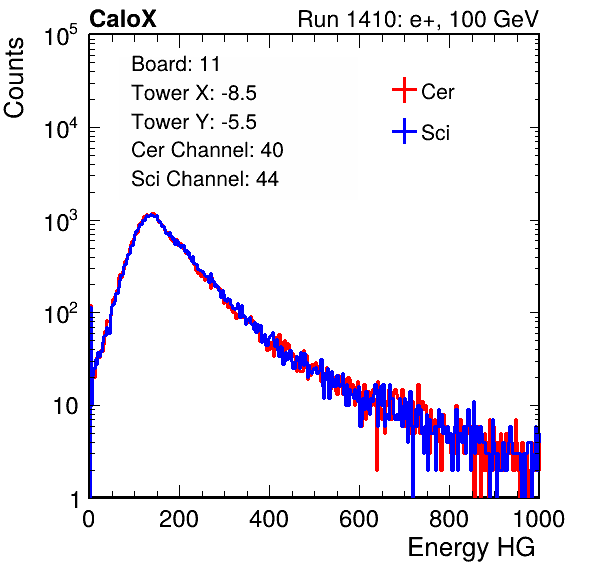 CaloX Run 1410: e+, 100 GeV
Counts
Board: 11
Tower X: -8.5
Tower Y: -5.5
Cer Channel: 40
Sci Channel: 44
Cer
Sci
10^5
10^4
10^3
10^2
10
1
0 200 400 600 800 1000
Energy HG